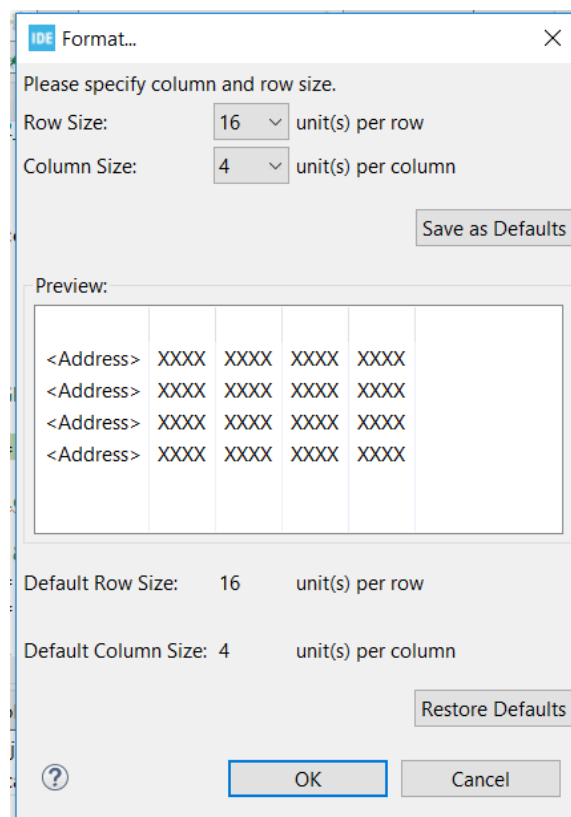 IDE Format...
Please specify column and row size.
Row Size: 16 unit(s) per row
Column Size: 4 unit(s) per column
Save as Defaults
Preview:
<Address> XXXX XXXX XXXX XXXX
<Address> XXXX XXXX XXXX XXXX
<Address> XXXX XXXX XXXX XXXX
<Address> XXXX XXXX XXXX XXXX
Default Row Size: 16 unit(s) per row
Default Column Size: 4 unit(s) per column
Restore Defaults
? OK Cancel